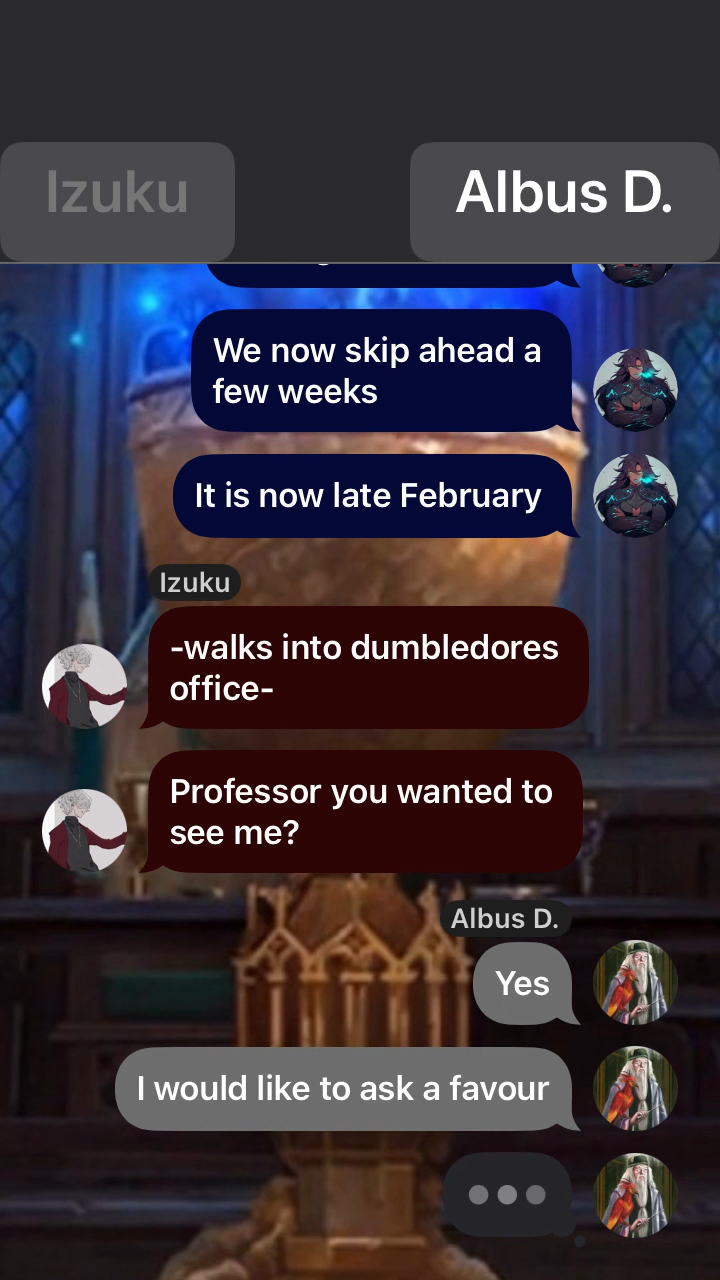 Izuku
Albus D.
We now skip ahead a
few weeks
It is now late February
Izuku
-walks into dumbledores
office-
Professor you wanted to
see me?
Albus D.
Yes
I would like to ask a favour